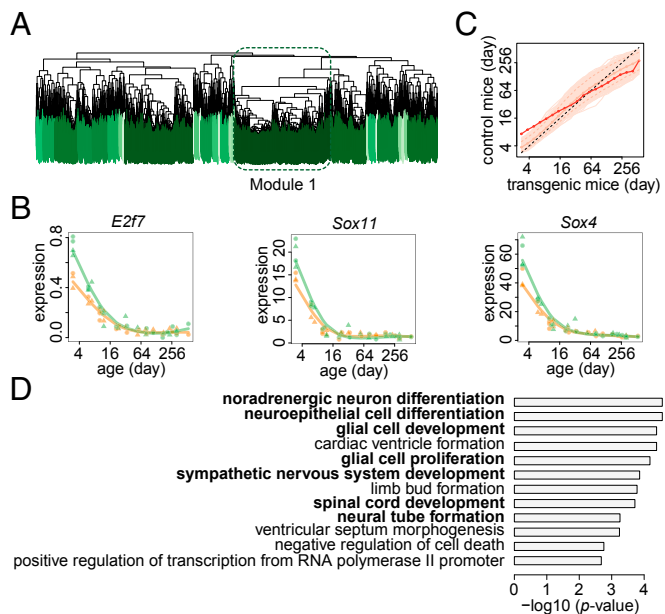 A
Module 1
C
control mice (day)
4 16 64 256
4 16 64 256
transgenic mice (day)
B
E2f7
expression
0.0 0.4 0.8
4 16 64 256
age (day)
Sox11
expression
0 5 10 15 20
4 16 64 256
age (day)
Sox4
expression
0 20 40 60
4 16 64 256
age (day)
D
noradrenergic neuron differentiation
neuroepithelial cell differentiation
glial cell development
cardiac ventricle formation
glial cell proliferation
sympathetic nervous system development
limb bud formation
spinal cord development
neural tube formation
ventricular septum morphogenesis
negative regulation of cell death
positive regulation of transcription from RNA polymerase II promoter
0 1 2 3 4
−log10 (p-value)